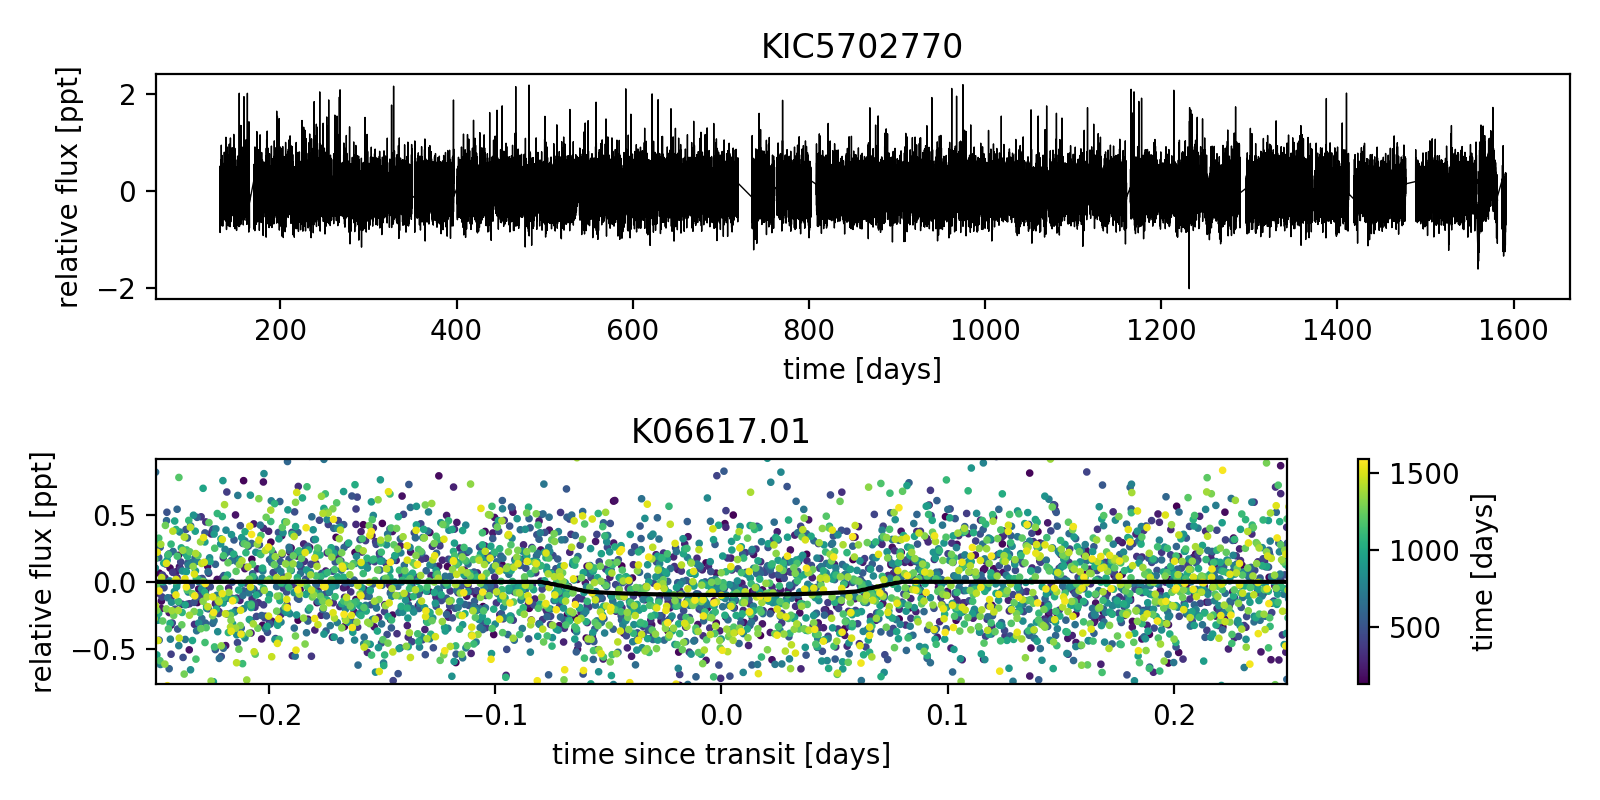 KIC5702770
relative flux [ppt]
2
0
−2
200 400 600 800 1000 1200 1400 1600
time [days]
K06617.01
relative flux [ppt]
0.5
0.0
−0.5
−0.2 −0.1 0.0 0.1 0.2
time since transit [days]
1500
1000
500
time [days]